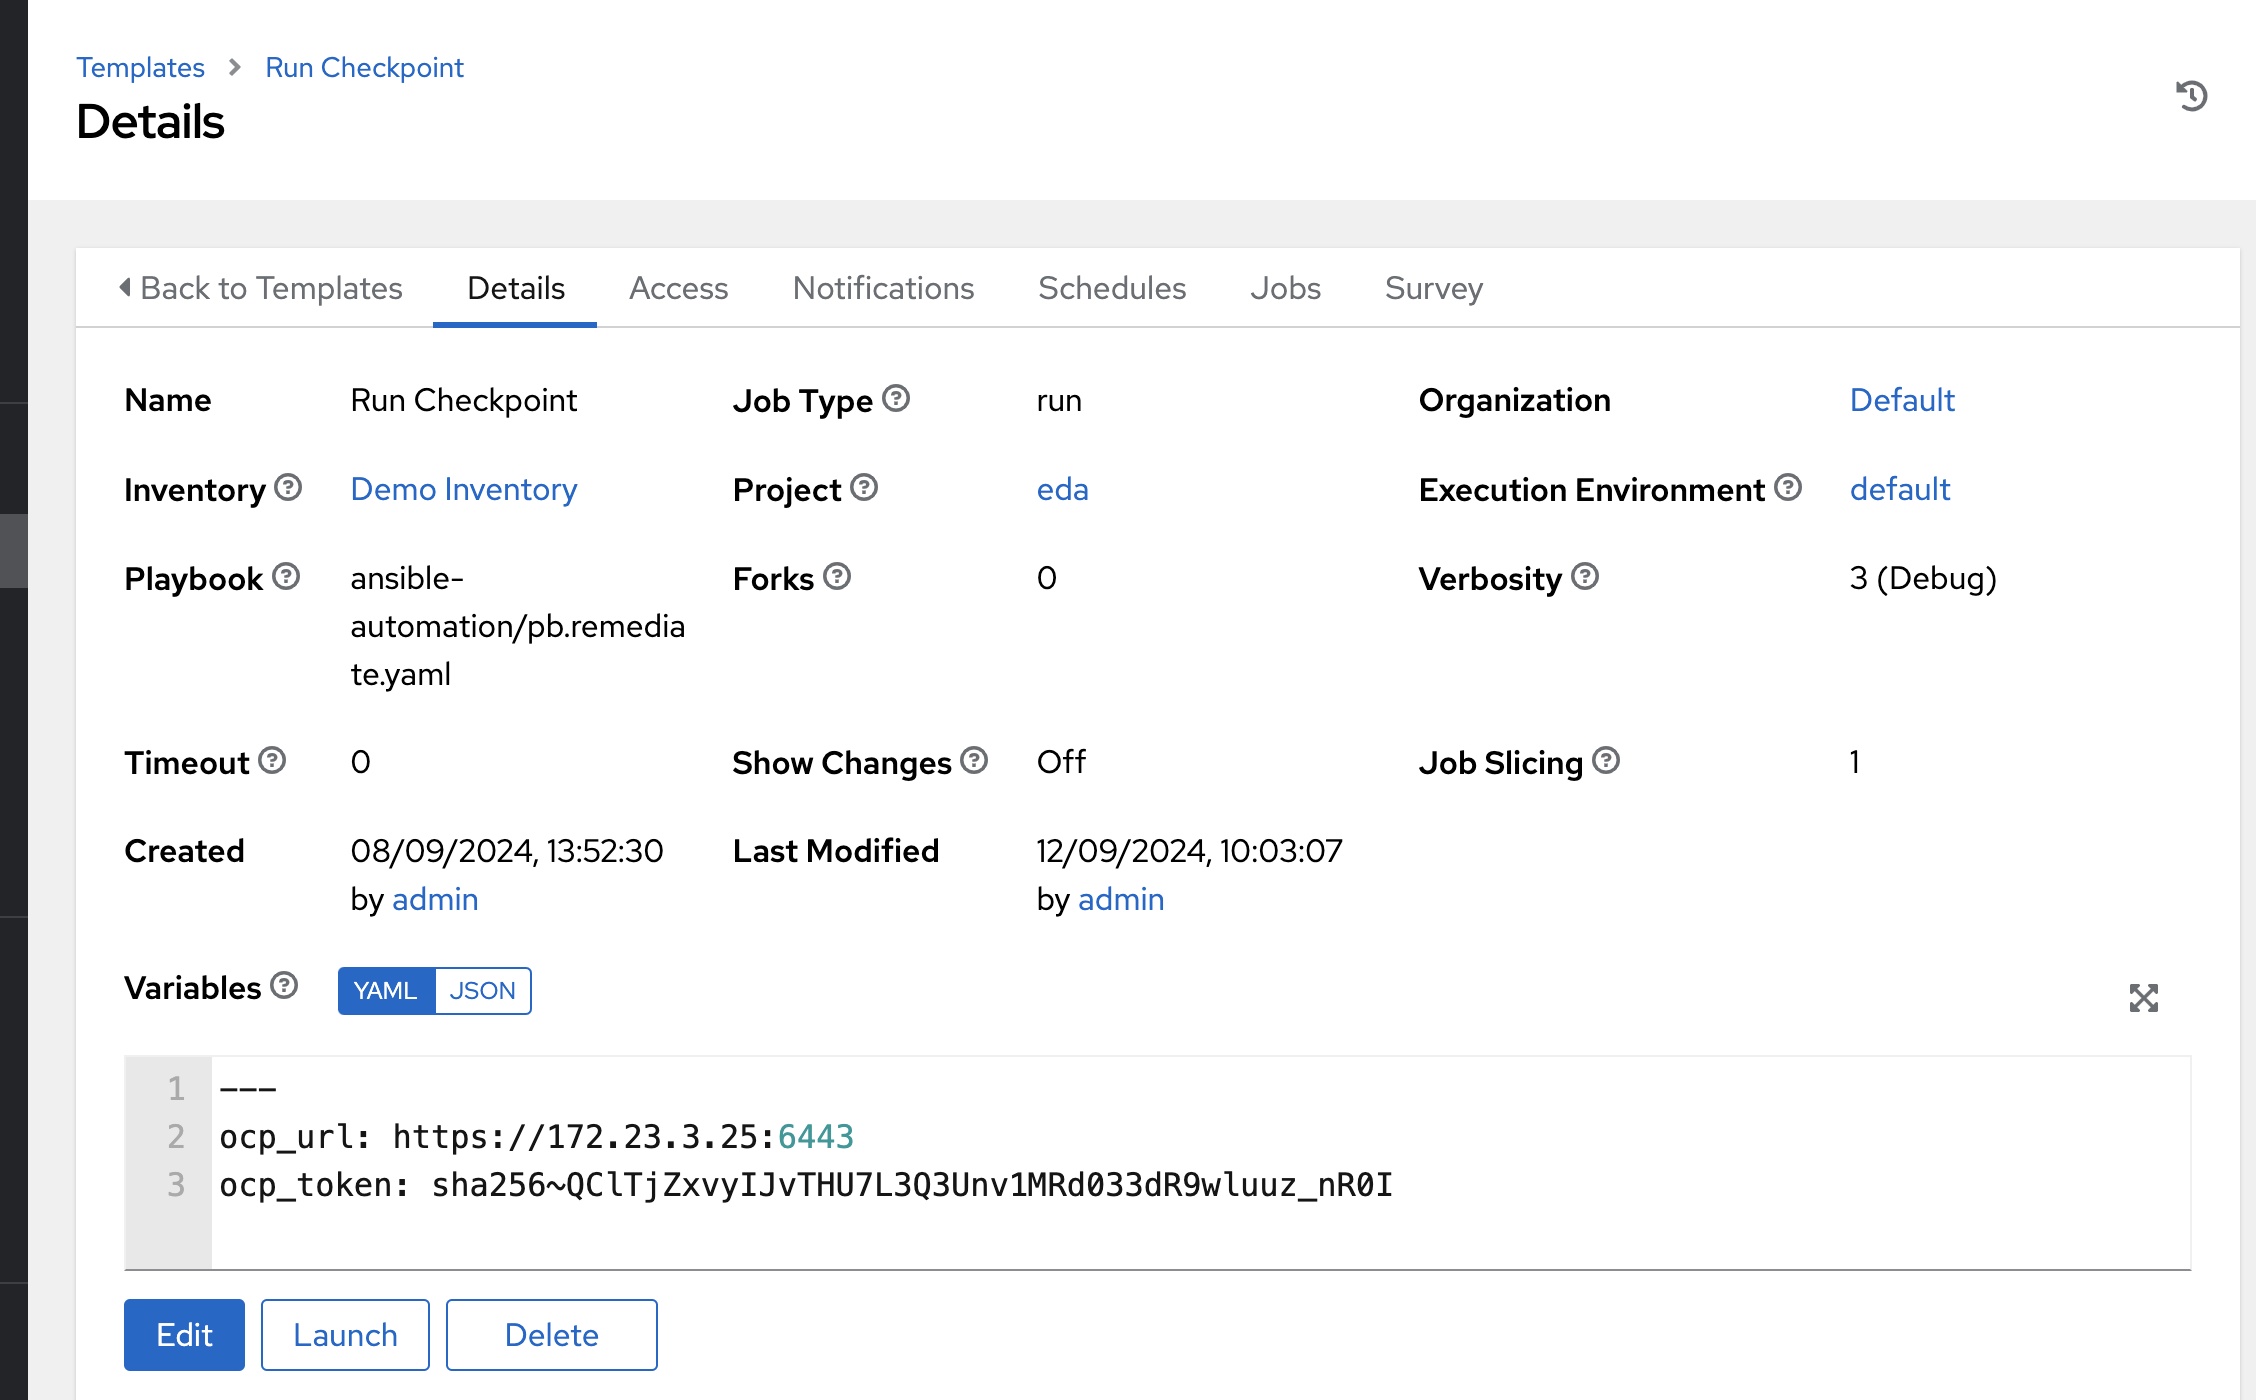 Templates > Run Checkpoint
Details
Back to Templates Details Access Notifications Schedules Jobs Survey
Name Run Checkpoint Job Type run Organization Default
Inventory Demo Inventory Project eda Execution Environment default
Playbook ansible- Forks 0 Verbosity 3 (Debug)
automation/pb.remedia
te.yaml
Timeout 0 Show Changes Off Job Slicing 1
Created 08/09/2024, 13:52:30 Last Modified 12/09/2024, 10:03:07
by admin by admin
Variables YAML JSON
1 ---
2 ocp_url: https://172.23.3.25:6443
3 ocp_token: sha256~QClTjZxvyIJvTHU7L3Q3Unv1MRd033dR9wluuz_nR0I
Edit Launch Delete